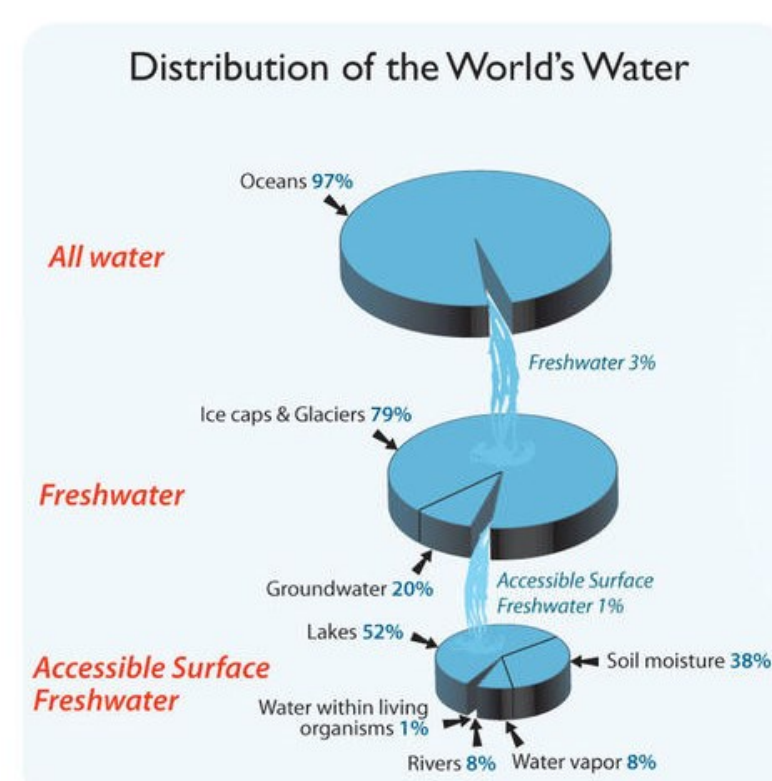 Distribution of the World's Water
Oceans 97%
All water
Freshwater 3%
Ice caps & Glaciers 79%
Freshwater
Groundwater 20%
Accessible Surface
Freshwater 1%
Lakes 52%
Accessible Surface
Freshwater
Soil moisture 38%
Water within living
organisms 1%
Rivers 8%
Water vapor 8%